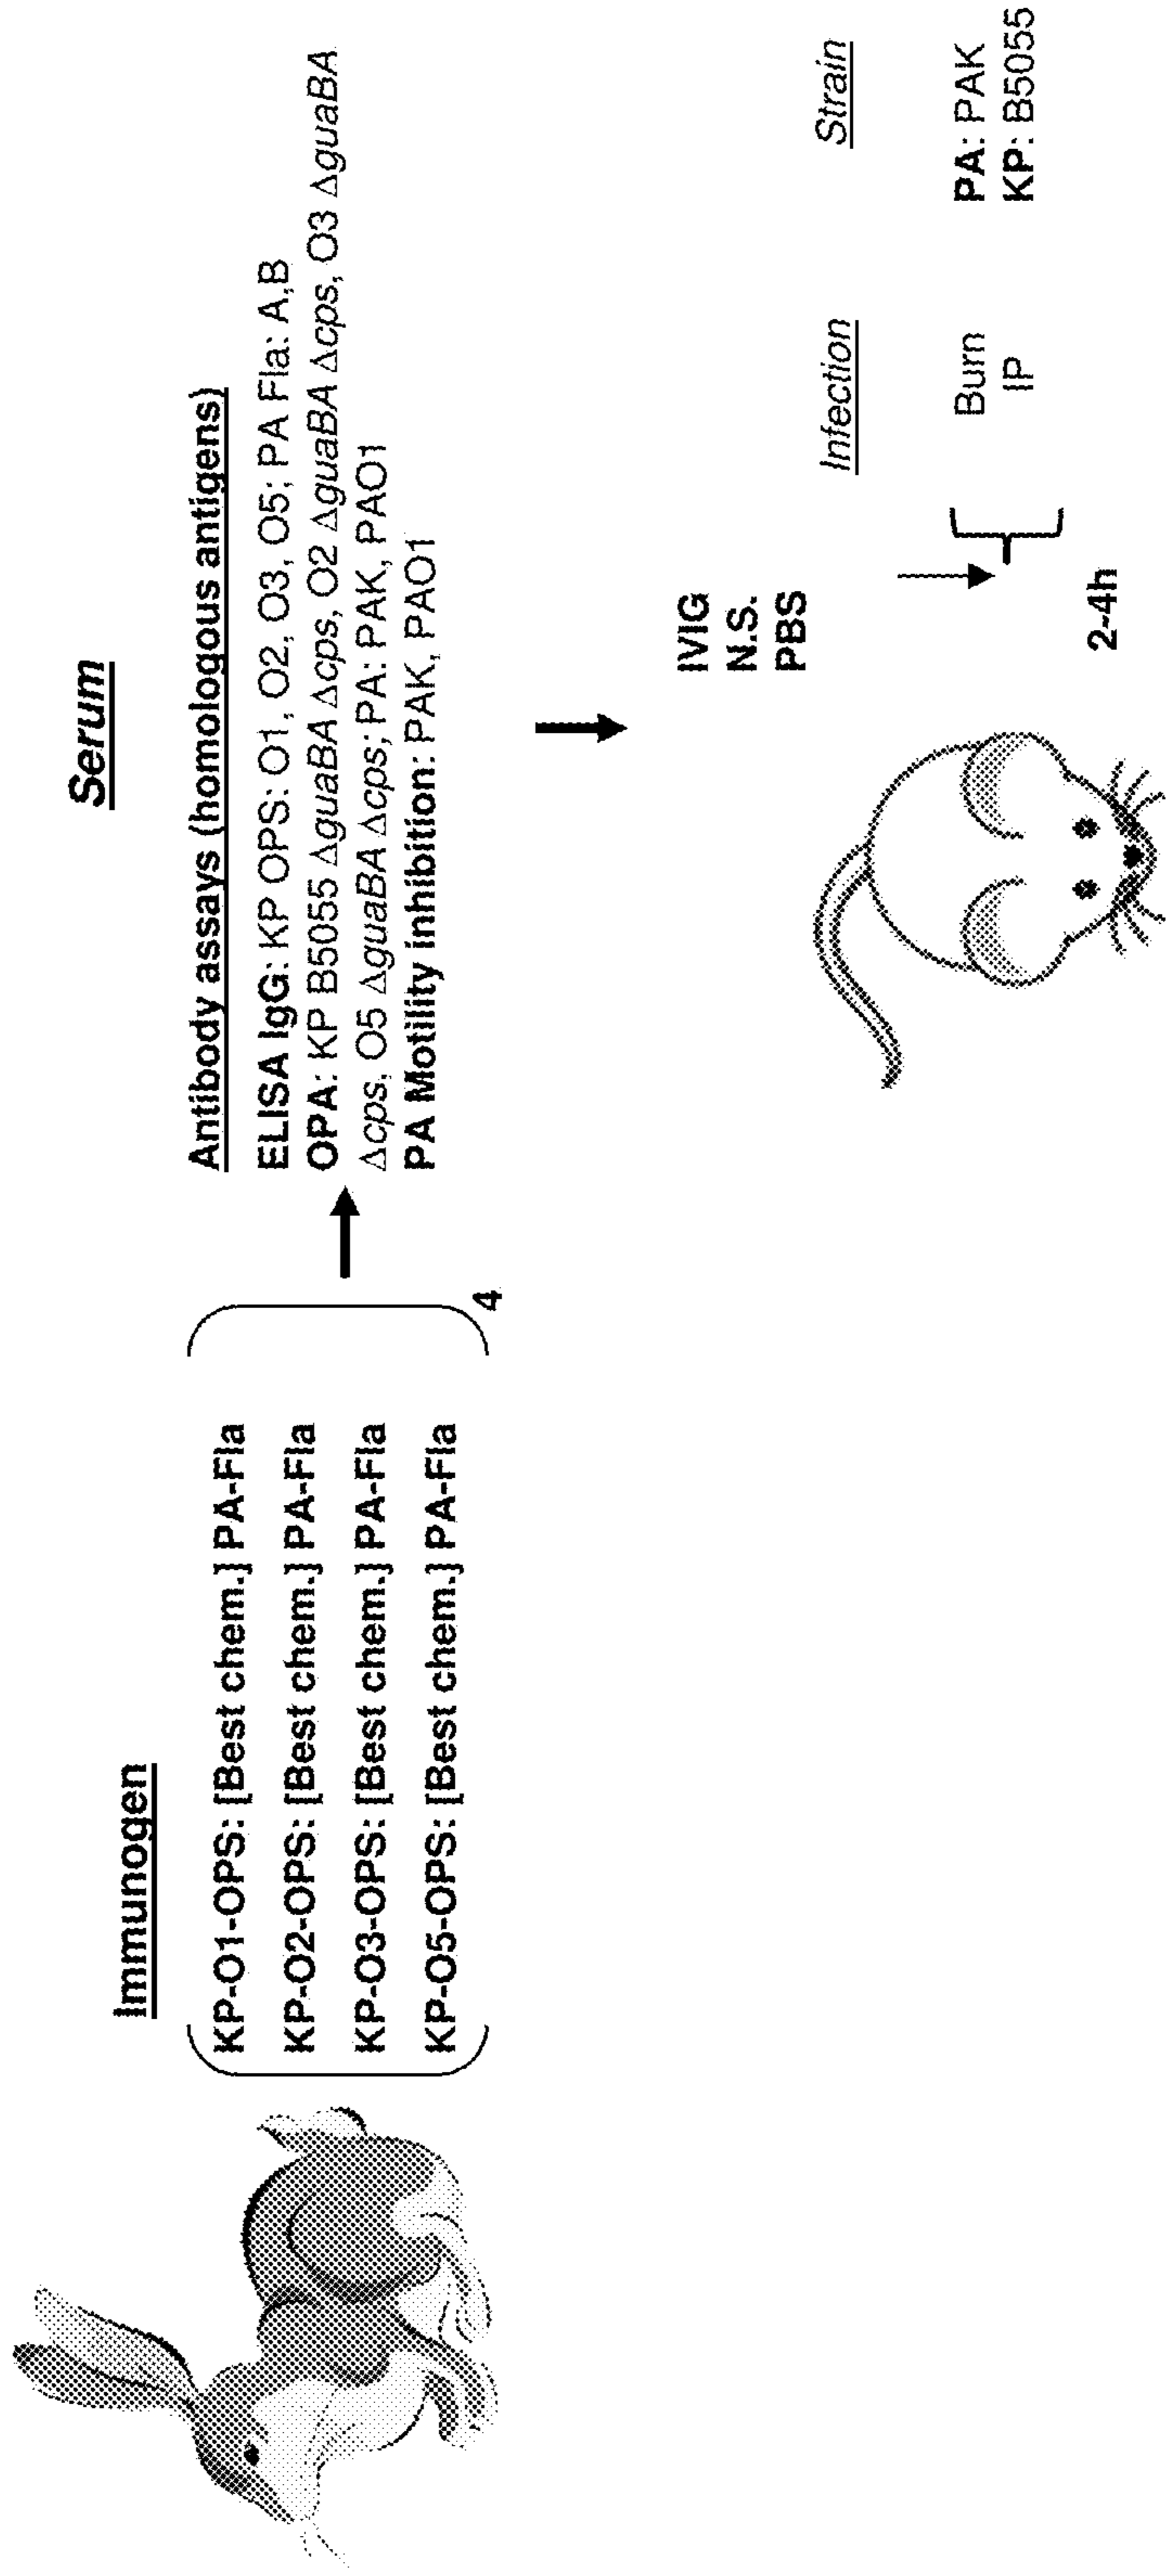 Immunogen
KP-O1-OPS: [Best chem.] PA-Fla
KP-O2-OPS: [Best chem.] PA-Fla
KP-O3-OPS: [Best chem.] PA-Fla
KP-O5-OPS: [Best chem.] PA-Fla
4
Serum
Antibody assays (homologous antigens)
ELISA IgG: KP OPS: O1, O2, O3, O5; PA Fla: A,B
OPA: KP B5055 ΔguaBA Δcps, O2 ΔguaBA Δcps, O3 ΔguaBA
Δcps, O5 ΔguaBA Δcps; PA: PAK, PAO1
PA Motility inhibition: PAK, PAO1
IVIG
N.S.
PBS
2-4h
Infection
Burn
IP
Strain
PA: PAK
KP: B5055